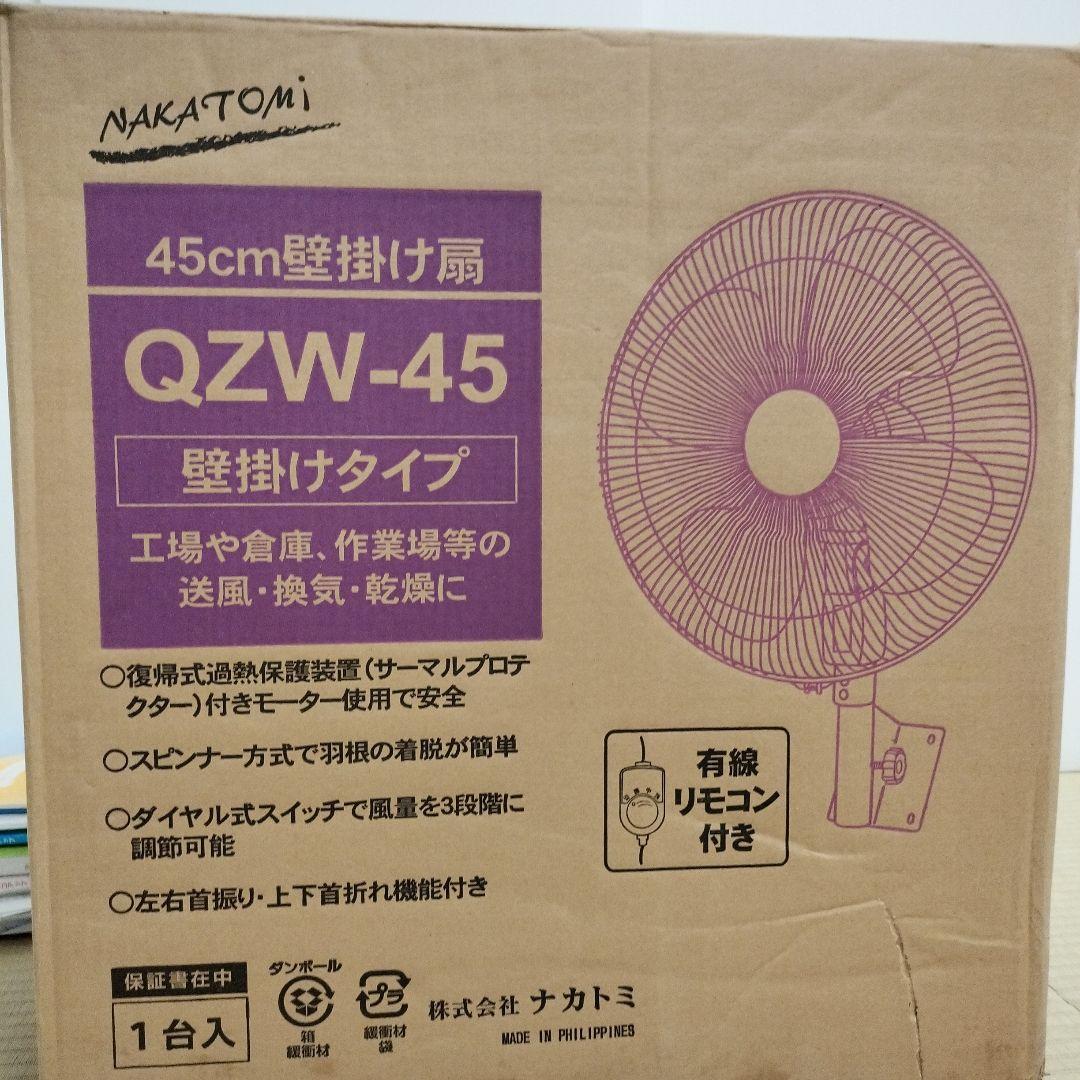 NAKATOMi
45cm壁掛け扇
QZW-45
壁掛けタイプ
工場や倉庫、作業場等の
送風・換気・乾燥に
○復帰式過熱保護装置(サーマルプロテ
クター)付きモーター使用で安全
○スピンナー方式で羽根の着脱が簡単
○ダイヤル式スイッチで風量を3段階に
調節可能
○左右首振り・上下首折れ機能付き
有線
リモコン
付き
保証書在中
1台入
ダンボール
箱
緩衝材
プラ
緩衝材
袋
株式会社 ナカトミ
MADE IN PHILIPPINES